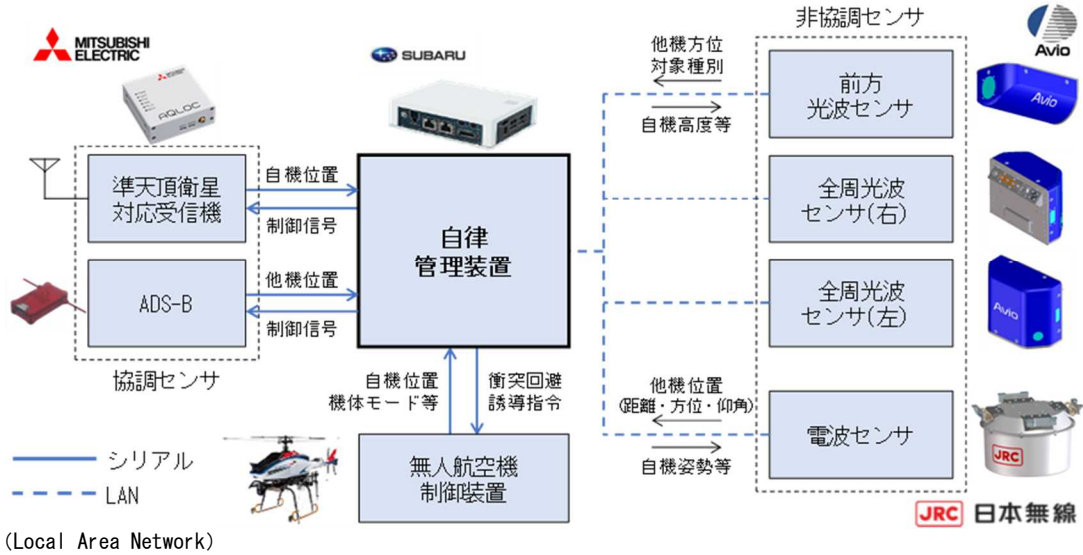 MITSUBISHI
ELECTRIC
SUBARU
非協調センサ
Avio
AQLOC
他機方位
対象種別
自機高度等
前方
光波センサ
Avio
準天頂衛星
対応受信機
自機位置
制御信号
自律
管理装置
全周光波
センサ(右)
ADS-B
他機位置
制御信号
全周光波
センサ(左)
Avio
協調センサ
自機位置
機体モード等
衝突回避
誘導指令
他機位置
(距離・方位・仰角)
自機姿勢等
電波センサ
JRC
シリアル
LAN
無人航空機
制御装置
JRC 日本無線
(Local Area Network)